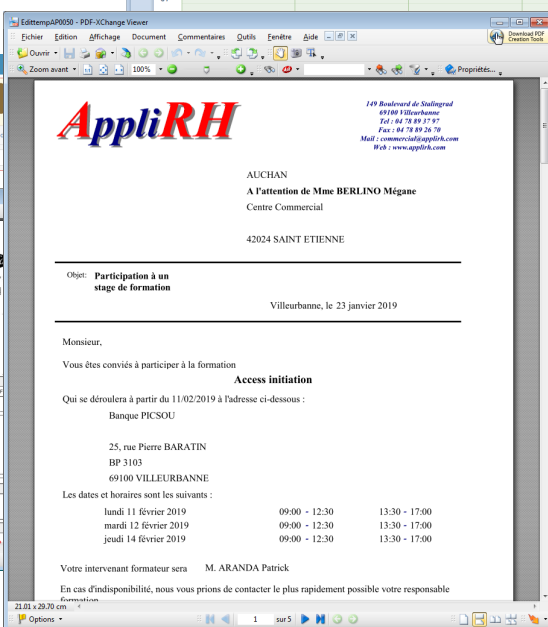 EdittempAP0050 - PDF-XChange Viewer
Fichier Edition Affichage Document Commentaires Outils Fenêtre Aide
Download PDF
Creation Tools
Ouvrir
Zoom avant 100% Propriétés...
AppliRH
149 Boulevard de Stalingrad
69100 Villeurbanne
Tel : 04 78 89 37 97
Fax : 04 78 89 26 70
Mail : commercial@applirh.com
Web : www.applirh.com
AUCHAN
A l'attention de Mme BERLINO Mégane
Centre Commercial
42024 SAINT ETIENNE
Objet: Participation à un
stage de formation
Villeurbanne, le 23 janvier 2019
Monsieur,
Vous êtes conviés à participer à la formation
Access initiation
Qui se déroulera à partir du 11/02/2019 à l'adresse ci-dessous :
Banque PICSOU
25, rue Pierre BARATIN
BP 3103
69100 VILLEURBANNE
Les dates et horaires sont les suivants :
lundi 11 février 2019 09:00 - 12:30 13:30 - 17:00
mardi 12 février 2019 09:00 - 12:30 13:30 - 17:00
jeudi 14 février 2019 09:00 - 12:30 13:30 - 17:00
Votre intervenant formateur sera M. ARANDA Patrick
En cas d'indisponibilité, nous vous prions de contacter le plus rapidement possible votre responsable
formation
21.01 x 29.70 cm
Options 1 sur 5